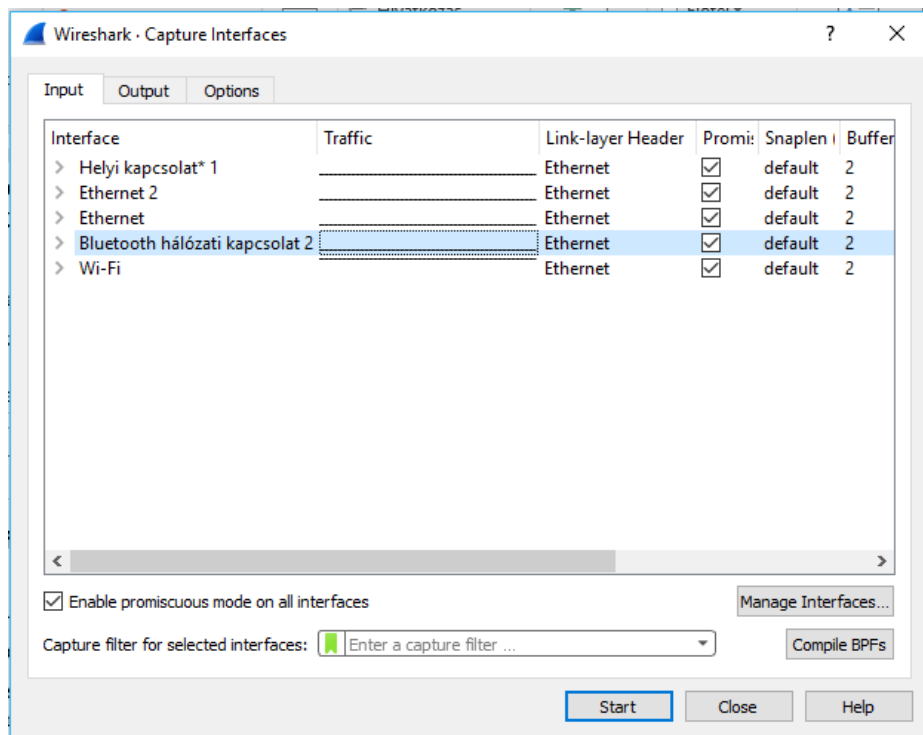 Wireshark · Capture Interfaces ?
Input Output Options
Interface Traffic Link-layer Header Promis Snaplen ( Buffer
Helyi kapcsolat* 1 Ethernet default 2
Ethernet 2 Ethernet default 2
Ethernet Ethernet default 2
Bluetooth hálózati kapcsolat 2 Ethernet default 2
Wi-Fi Ethernet default 2
Enable promiscuous mode on all interfaces Manage Interfaces...
Capture filter for selected interfaces: Enter a capture filter ... Compile BPFs
Start Close Help